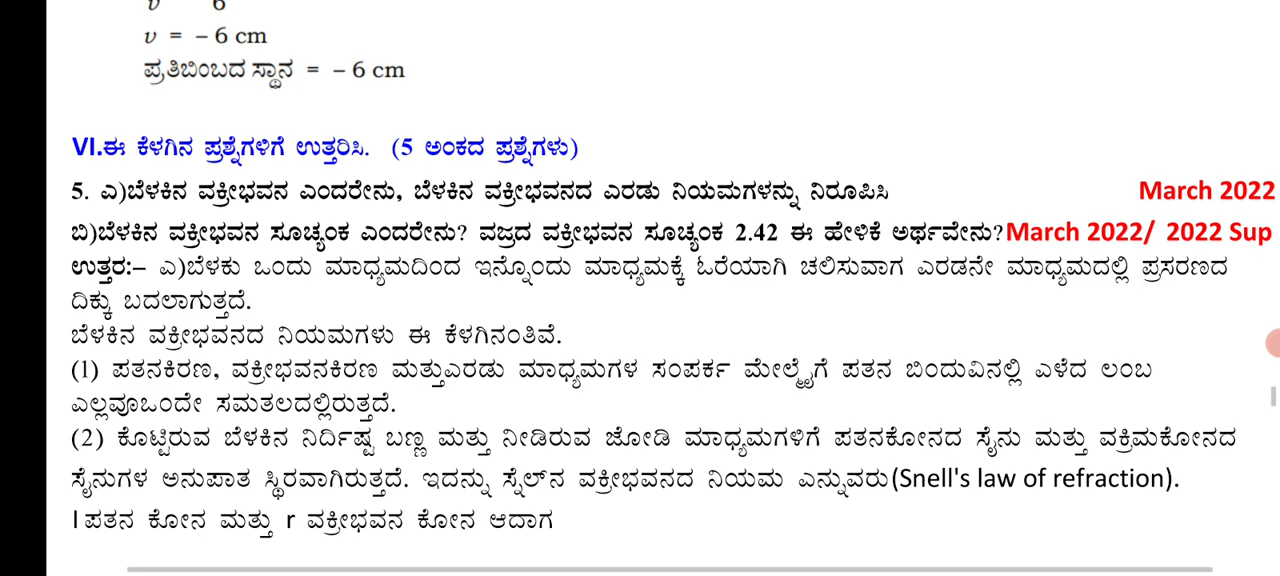 υ 6
υ = – 6 cm
ಪ್ರತಿಬಿಂಬದ ಸ್ಥಾನ = – 6 cm
VI.ಈ ಕೆಳಗಿನ ಪ್ರಶ್ನೆಗಳಿಗೆ ಉತ್ತರಿಸಿ. (5 ಅಂಕದ ಪ್ರಶ್ನೆಗಳು)
5. ಎ)ಬೆಳಕಿನ ವಕ್ರೀಭವನ ಎಂದರೇನು, ಬೆಳಕಿನ ವಕ್ರೀಭವನದ ಎರಡು ನಿಯಮಗಳನ್ನು ನಿರೂಪಿಸಿ March 2022
ಬಿ)ಬೆಳಕಿನ ವಕ್ರೀಭವನ ಸೂಚ್ಯಂಕ ಎಂದರೇನು? ವಜ್ರದ ವಕ್ರೀಭವನ ಸೂಚ್ಯಂಕ 2.42 ಈ ಹೇಳಿಕೆ ಅರ್ಥವೇನು?March 2022/ 2022 Sup
ಉತ್ತರ:– ಎ)ಬೆಳಕು ಒಂದು ಮಾಧ್ಯಮದಿಂದ ಇನ್ನೊಂದು ಮಾಧ್ಯಮಕ್ಕೆ ಓರೆಯಾಗಿ ಚಲಿಸುವಾಗ ಎರಡನೇ ಮಾಧ್ಯಮದಲ್ಲಿ ಪ್ರಸರಣದ
ದಿಕ್ಕು ಬದಲಾಗುತ್ತದೆ.
ಬೆಳಕಿನ ವಕ್ರೀಭವನದ ನಿಯಮಗಳು ಈ ಕೆಳಗಿನಂತಿವೆ.
(1) ಪತನಕಿರಣ, ವಕ್ರೀಭವನಕಿರಣ ಮತ್ತುಎರಡು ಮಾಧ್ಯಮಗಳ ಸಂಪರ್ಕ ಮೇಲ್ಮೈಗೆ ಪತನ ಬಿಂದುವಿನಲ್ಲಿ ಎಳೆದ ಲಂಬ
ಎಲ್ಲವೂಒಂದೇ ಸಮತಲದಲ್ಲಿರುತ್ತದೆ.
(2) ಕೊಟ್ಟಿರುವ ಬೆಳಕಿನ ನಿರ್ದಿಷ್ಟ ಬಣ್ಣ ಮತ್ತು ನೀಡಿರುವ ಜೋಡಿ ಮಾಧ್ಯಮಗಳಿಗೆ ಪತನಕೋನದ ಸೈನು ಮತ್ತು ವಕ್ರಿಮಕೋನದ
ಸೈನುಗಳ ಅನುಪಾತ ಸ್ಥಿರವಾಗಿರುತ್ತದೆ. ಇದನ್ನು ಸ್ನೆಲ್‌ನ ವಕ್ರೀಭವನದ ನಿಯಮ ಎನ್ನುವರು(Snell's law of refraction).
I ಪತನ ಕೋನ ಮತ್ತು r ವಕ್ರೀಭವನ ಕೋನ ಆದಾಗ